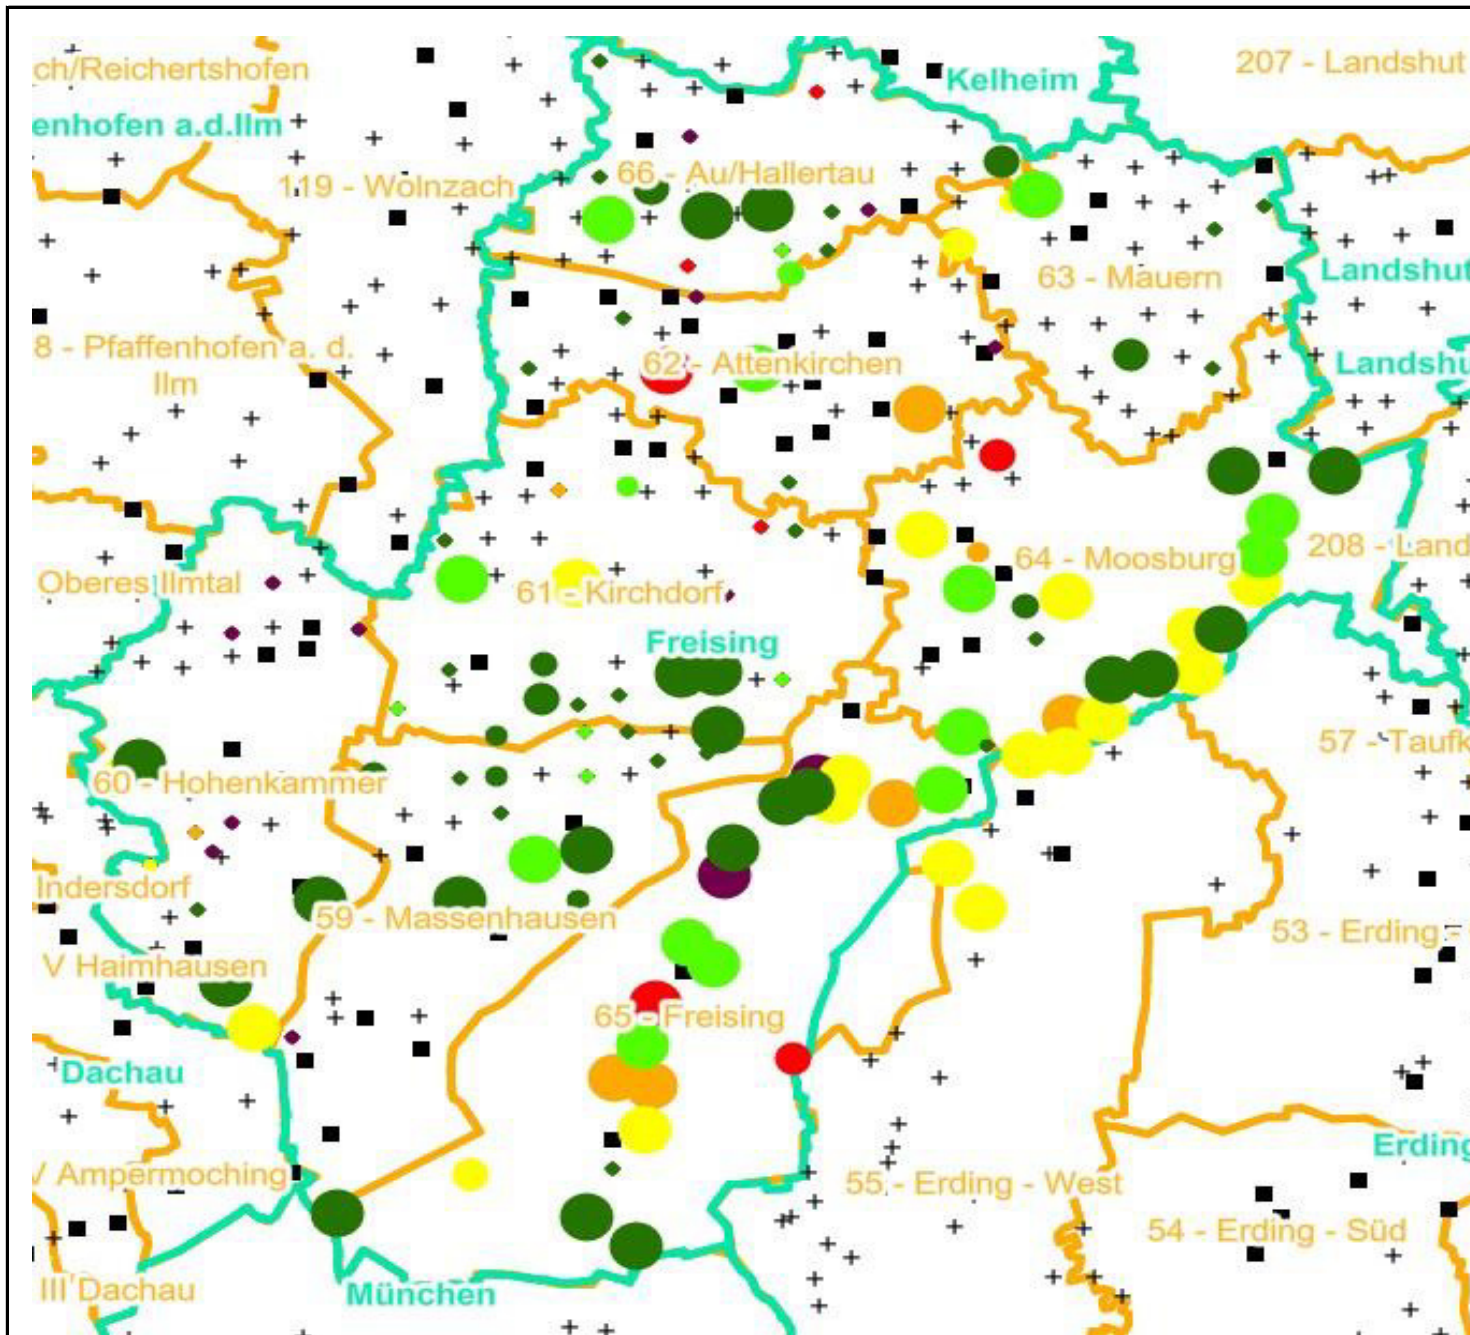 ch/Reichertshofen
207 - Landshut
Kelheim
enhofen a.d.Ilm
119 - Wolnzach
66 - Au/Hallertau
63 - Mauern
Landshut
8 - Pfaffenhofen a. d.
Ilm
62 - Attenkirchen
Landshu
Oberes Ilmtal
61 - Kirchdorf
64 - Moosburg
208 - Land
Freising
57 - Taufk
60 - Hohenkammer
Indersdorf
59 - Massenhausen
53 - Erding -
V Haimhausen
65 - Freising
Dachau
Erding
V Ampermoching
55 - Erding - West
54 - Erding - Süd
III Dachau
München